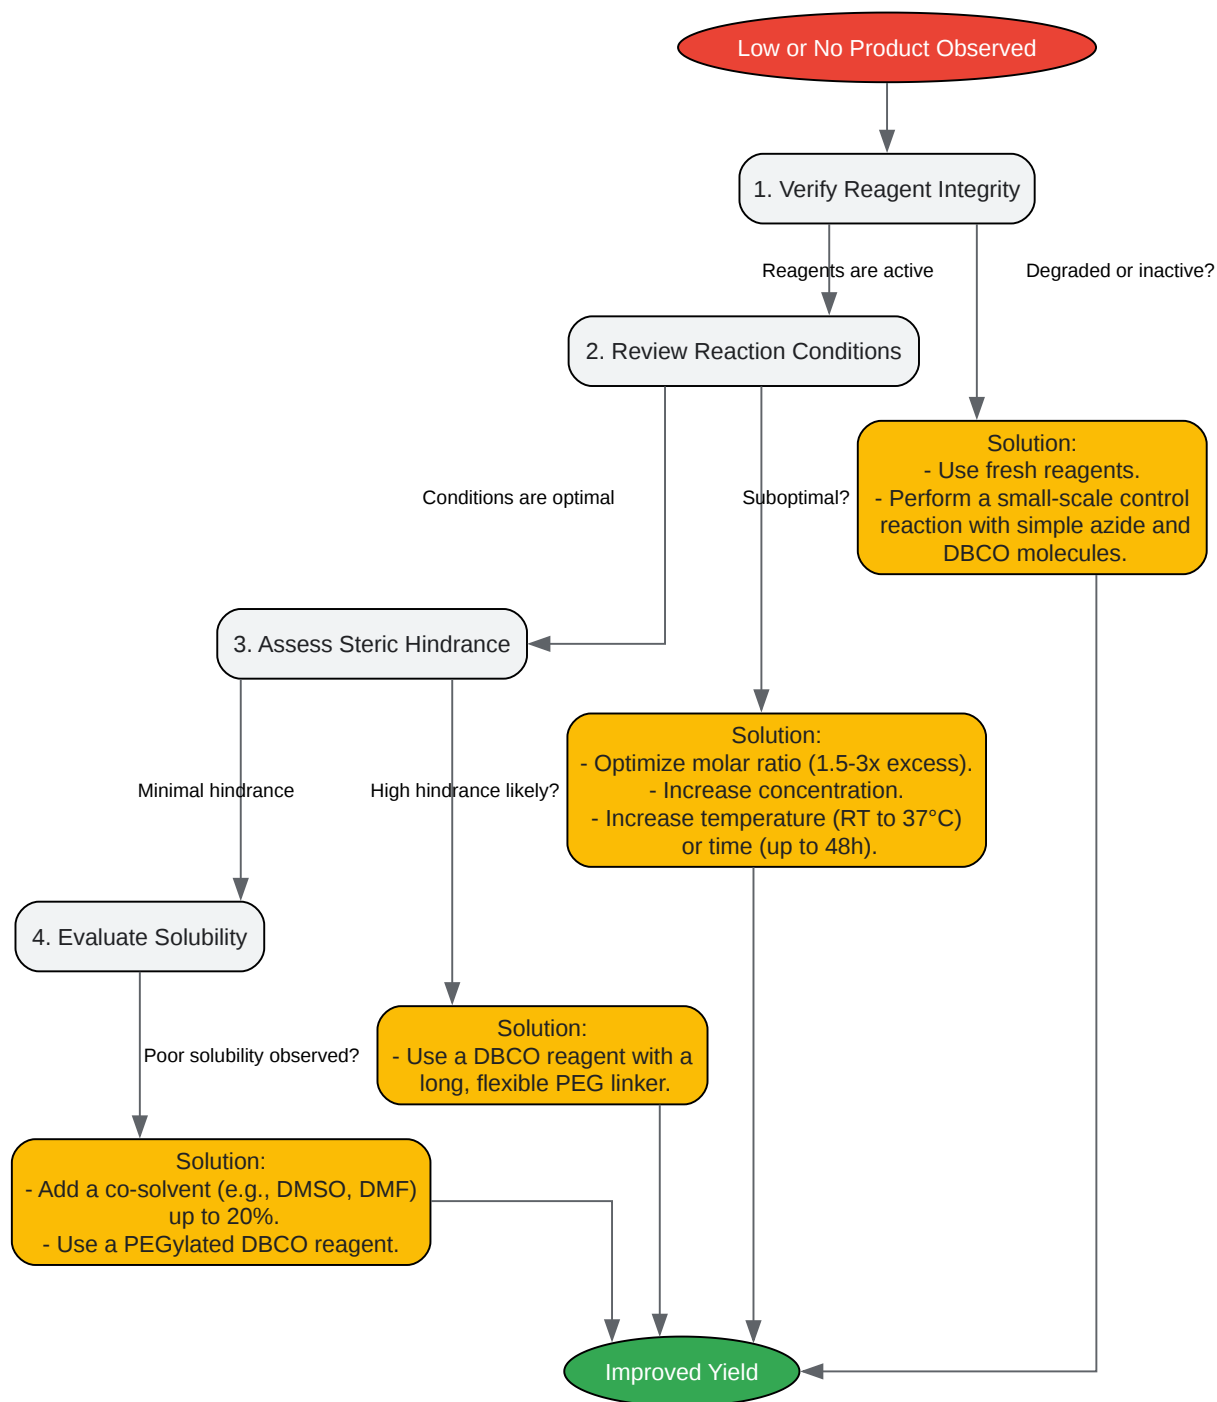 Low or No Product Observed
1. Verify Reagent Integrity
Reagents are active
Degraded or inactive?
2. Review Reaction Conditions
Solution:
- Use fresh reagents.
- Perform a small-scale control
reaction with simple azide and
DBCO molecules.
Conditions are optimal
Suboptimal?
3. Assess Steric Hindrance
Solution:
- Optimize molar ratio (1.5-3x excess).
- Increase concentration.
- Increase temperature (RT to 37°C)
or time (up to 48h).
Minimal hindrance
High hindrance likely?
4. Evaluate Solubility
Solution:
- Use a DBCO reagent with a
long, flexible PEG linker.
Poor solubility observed?
Solution:
- Add a co-solvent (e.g., DMSO, DMF)
up to 20%.
- Use a PEGylated DBCO reagent.
Improved Yield